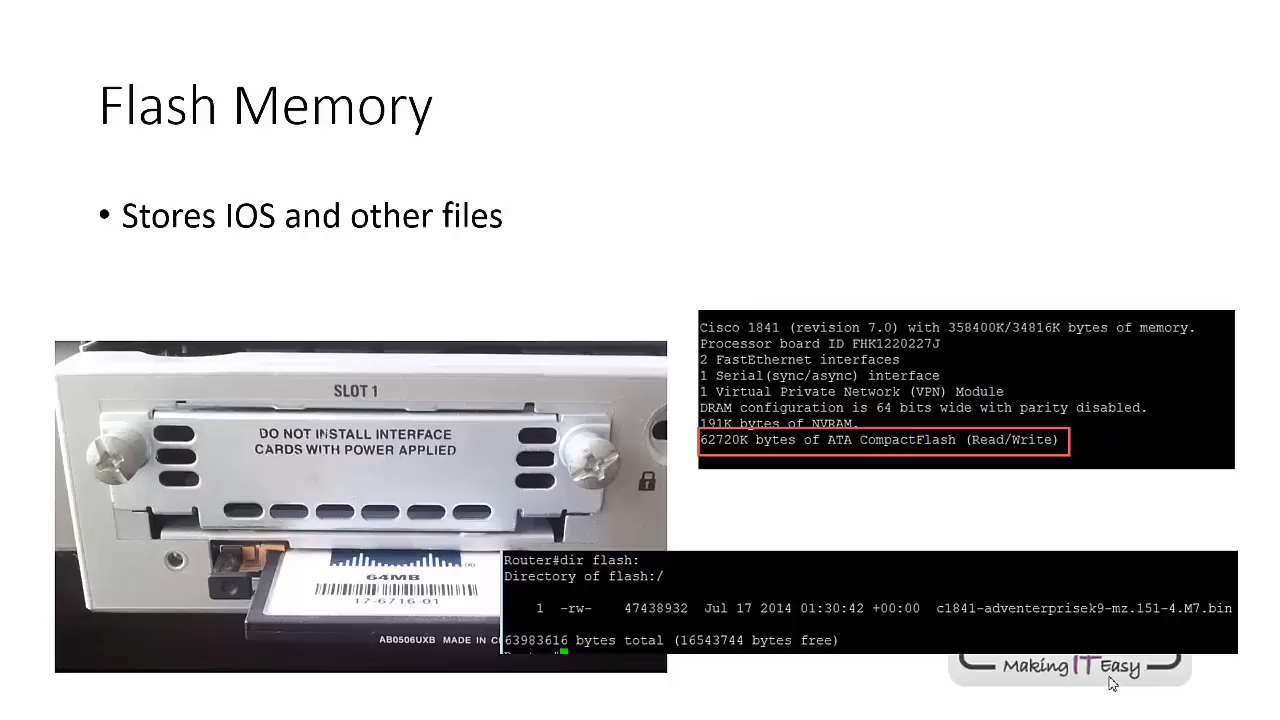 Flash Memory
• Stores IOS and other files
Cisco 1841 (revision 7.0) with 358400K/34816K bytes of memory.
Processor board ID FHK1220227J
2 FastEthernet interfaces
1 Serial(sync/async) interface
1 Virtual Private Network (VPN) Module
DRAM configuration is 64 bits wide with parity disabled.
191K bytes of NVRAM.
62720K bytes of ATA CompactFlash (Read/Write)
SLOT 1
DO NOT INSTALL INTERFACE
CARDS WITH POWER APPLIED
64MB
17-6716-01
AB0506UXB MADE IN
Router#dir flash:
Directory of flash:/
1 -rw- 47438932 Jul 17 2014 01:30:42 +00:00 c1841-adventerprisek9-mz.151-4.M7.bin
63983616 bytes total (16543744 bytes free)
Making IT Easy